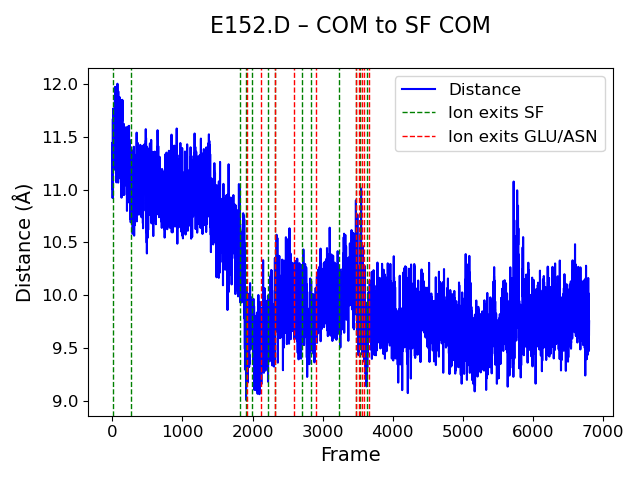 E152.D – COM to SF COM
Distance
Ion exits SF
Ion exits GLU/ASN
12.0
11.5
11.0
10.5
10.0
9.5
9.0
Distance (Å)
0 1000 2000 3000 4000 5000 6000 7000
Frame